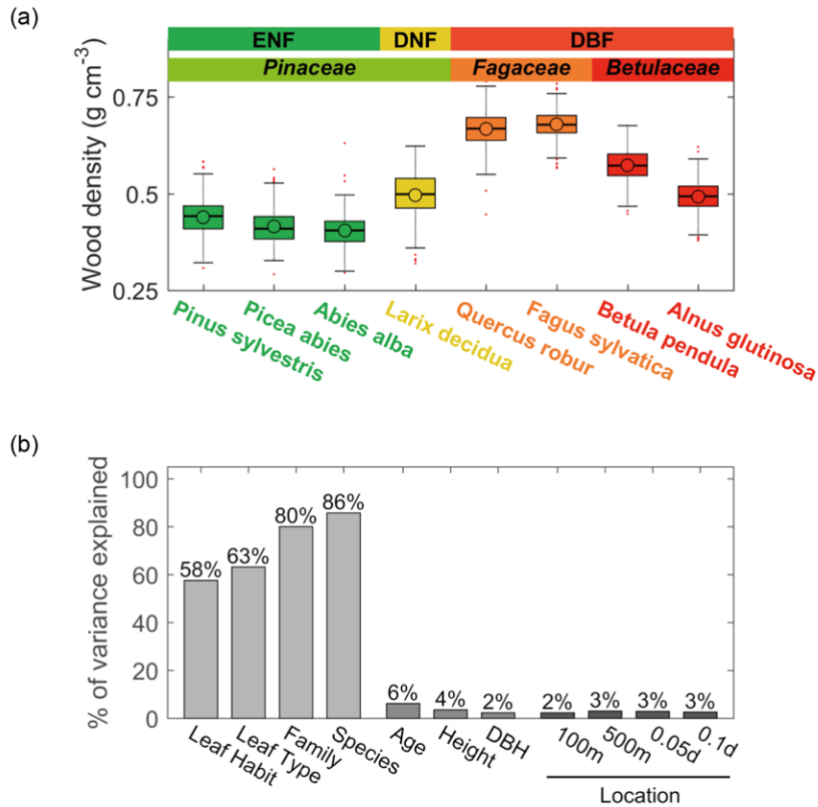 (a)
ENF DNF DBF
Pinaceae Fagaceae Betulaceae
Wood density (g cm⁻³)
0.75
0.5
0.25
Pinus sylvestris
Picea abies
Abies alba
Larix decidua
Quercus robur
Fagus sylvatica
Betula pendula
Alnus glutinosa
(b)
% of variance explained
100
80
60
40
20
0
58% 63% 80% 86% 6% 4% 2% 2% 3% 3% 3%
Leaf Habit
Leaf Type
Family
Species
Age
Height
DBH
100m
500m
0.05d
0.1d
Location